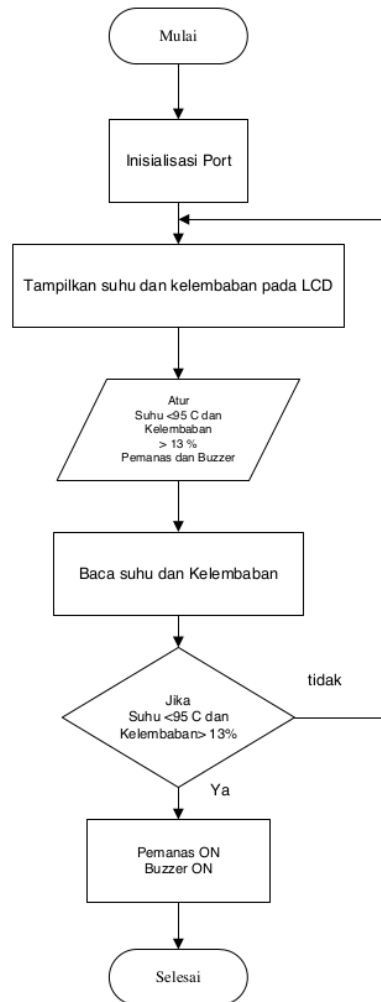 Mulai
Inisialisasi Port
Tampilkan suhu dan kelembaban pada LCD
Atur
Suhu <95 C dan
Kelembaban
> 13 %
Pemanas dan Buzzer
Baca suhu dan Kelembaban
Jika
Suhu <95 C dan
Kelembaban> 13%
tidak
Ya
Pemanas ON
Buzzer ON
Selesai